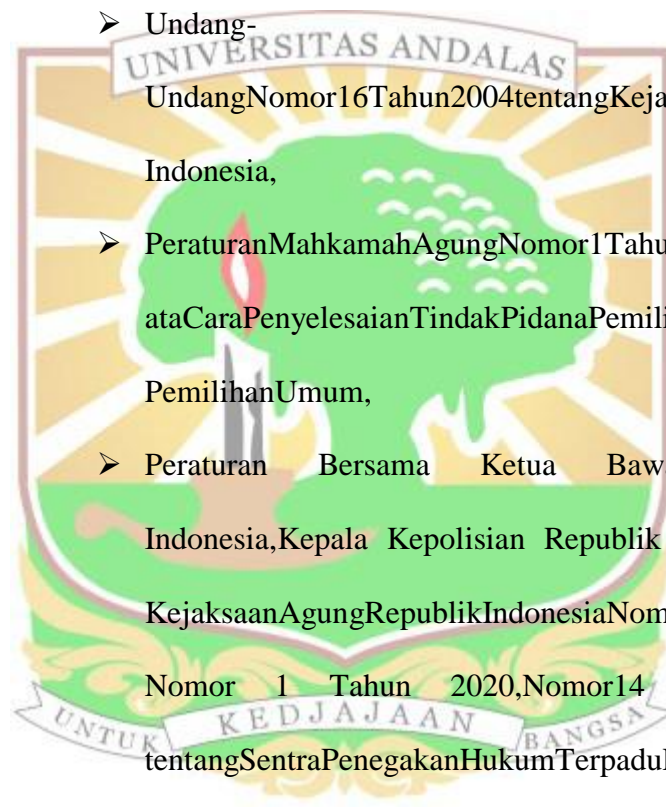 ➢ Undang-
UNIVERSITAS ANDALAS
UndangNomor16Tahun2004tentangKeja
Indonesia,
➢ PeraturanMahkamahAgungNomor1Tahu
ataCaraPenyelesaianTindakPidanaPemili
PemilihanUmum,
➢ Peraturan Bersama Ketua Baw
Indonesia,Kepala Kepolisian Republik
KejaksaanAgungRepublikIndonesiaNom
Nomor 1 Tahun 2020,Nomor14
UNTUK KEDJAJAAN BANGSA
tentangSentraPenegakanHukumTerpadu